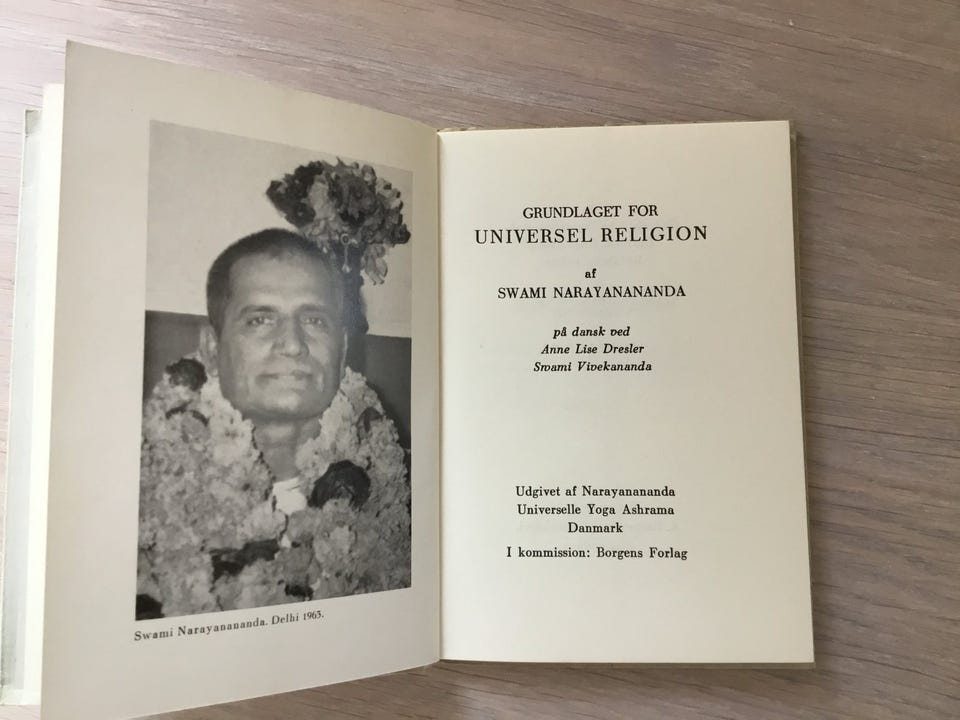 Swami Narayanananda. Delhi 1963.
GRUNDLAGET FOR
UNIVERSEL RELIGION
af
SWAMI NARAYANANANDA
på dansk ved
Anne Lise Dresler
Swami Vivekananda
Udgivet af Narayanananda
Universelle Yoga Ashrama
Danmark
I kommission: Borgens Forlag